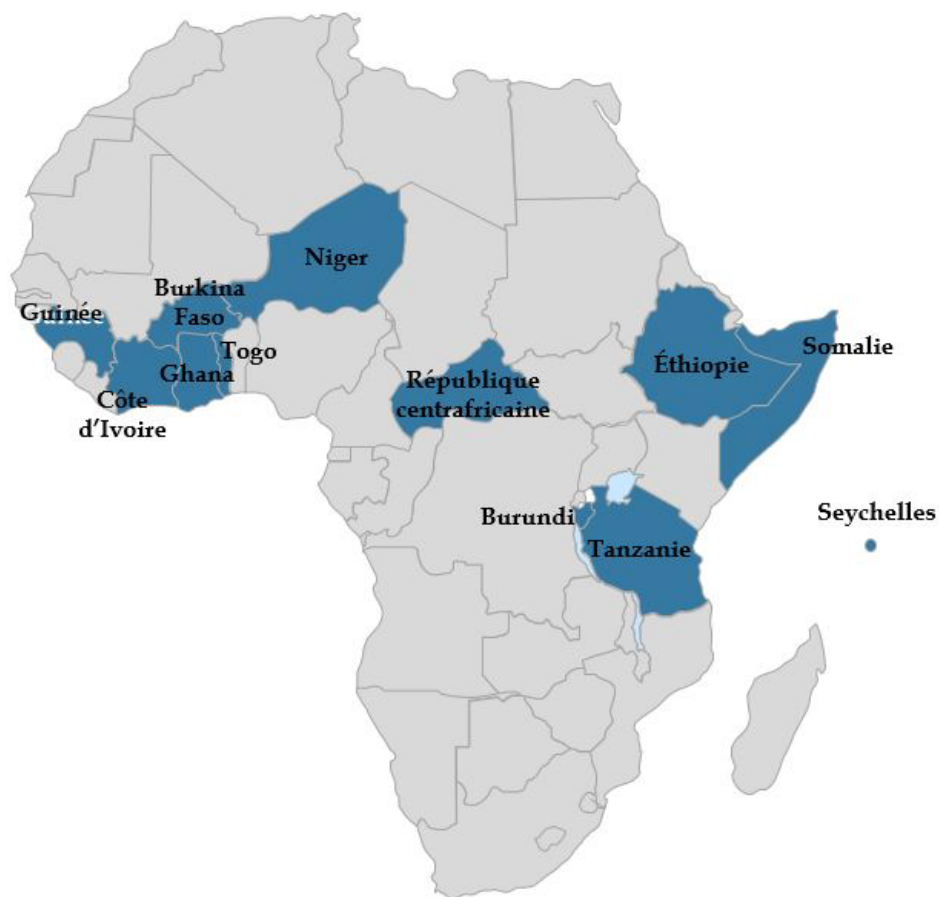 Niger
Burkina
Faso
Guinée
Togo
Ghana
Côte
d'Ivoire
République
centrafricaine
Éthiopie
Somalie
Seychelles
Burundi
Tanzanie